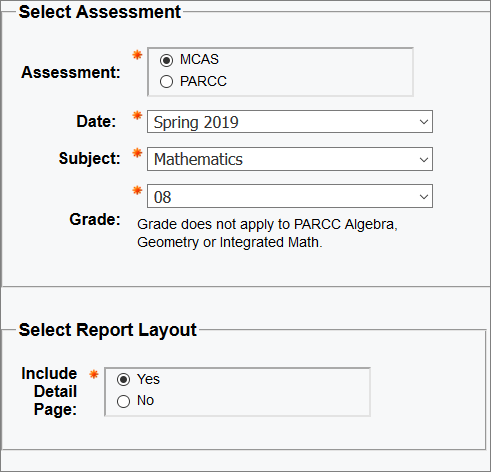 Select Assessment
Assessment:
MCAS
PARCC
Date:
Spring 2019
Subject:
Mathematics
08
Grade:
Grade does not apply to PARCC Algebra,
Geometry or Integrated Math.
Select Report Layout
Include
Detail
Page:
Yes
No